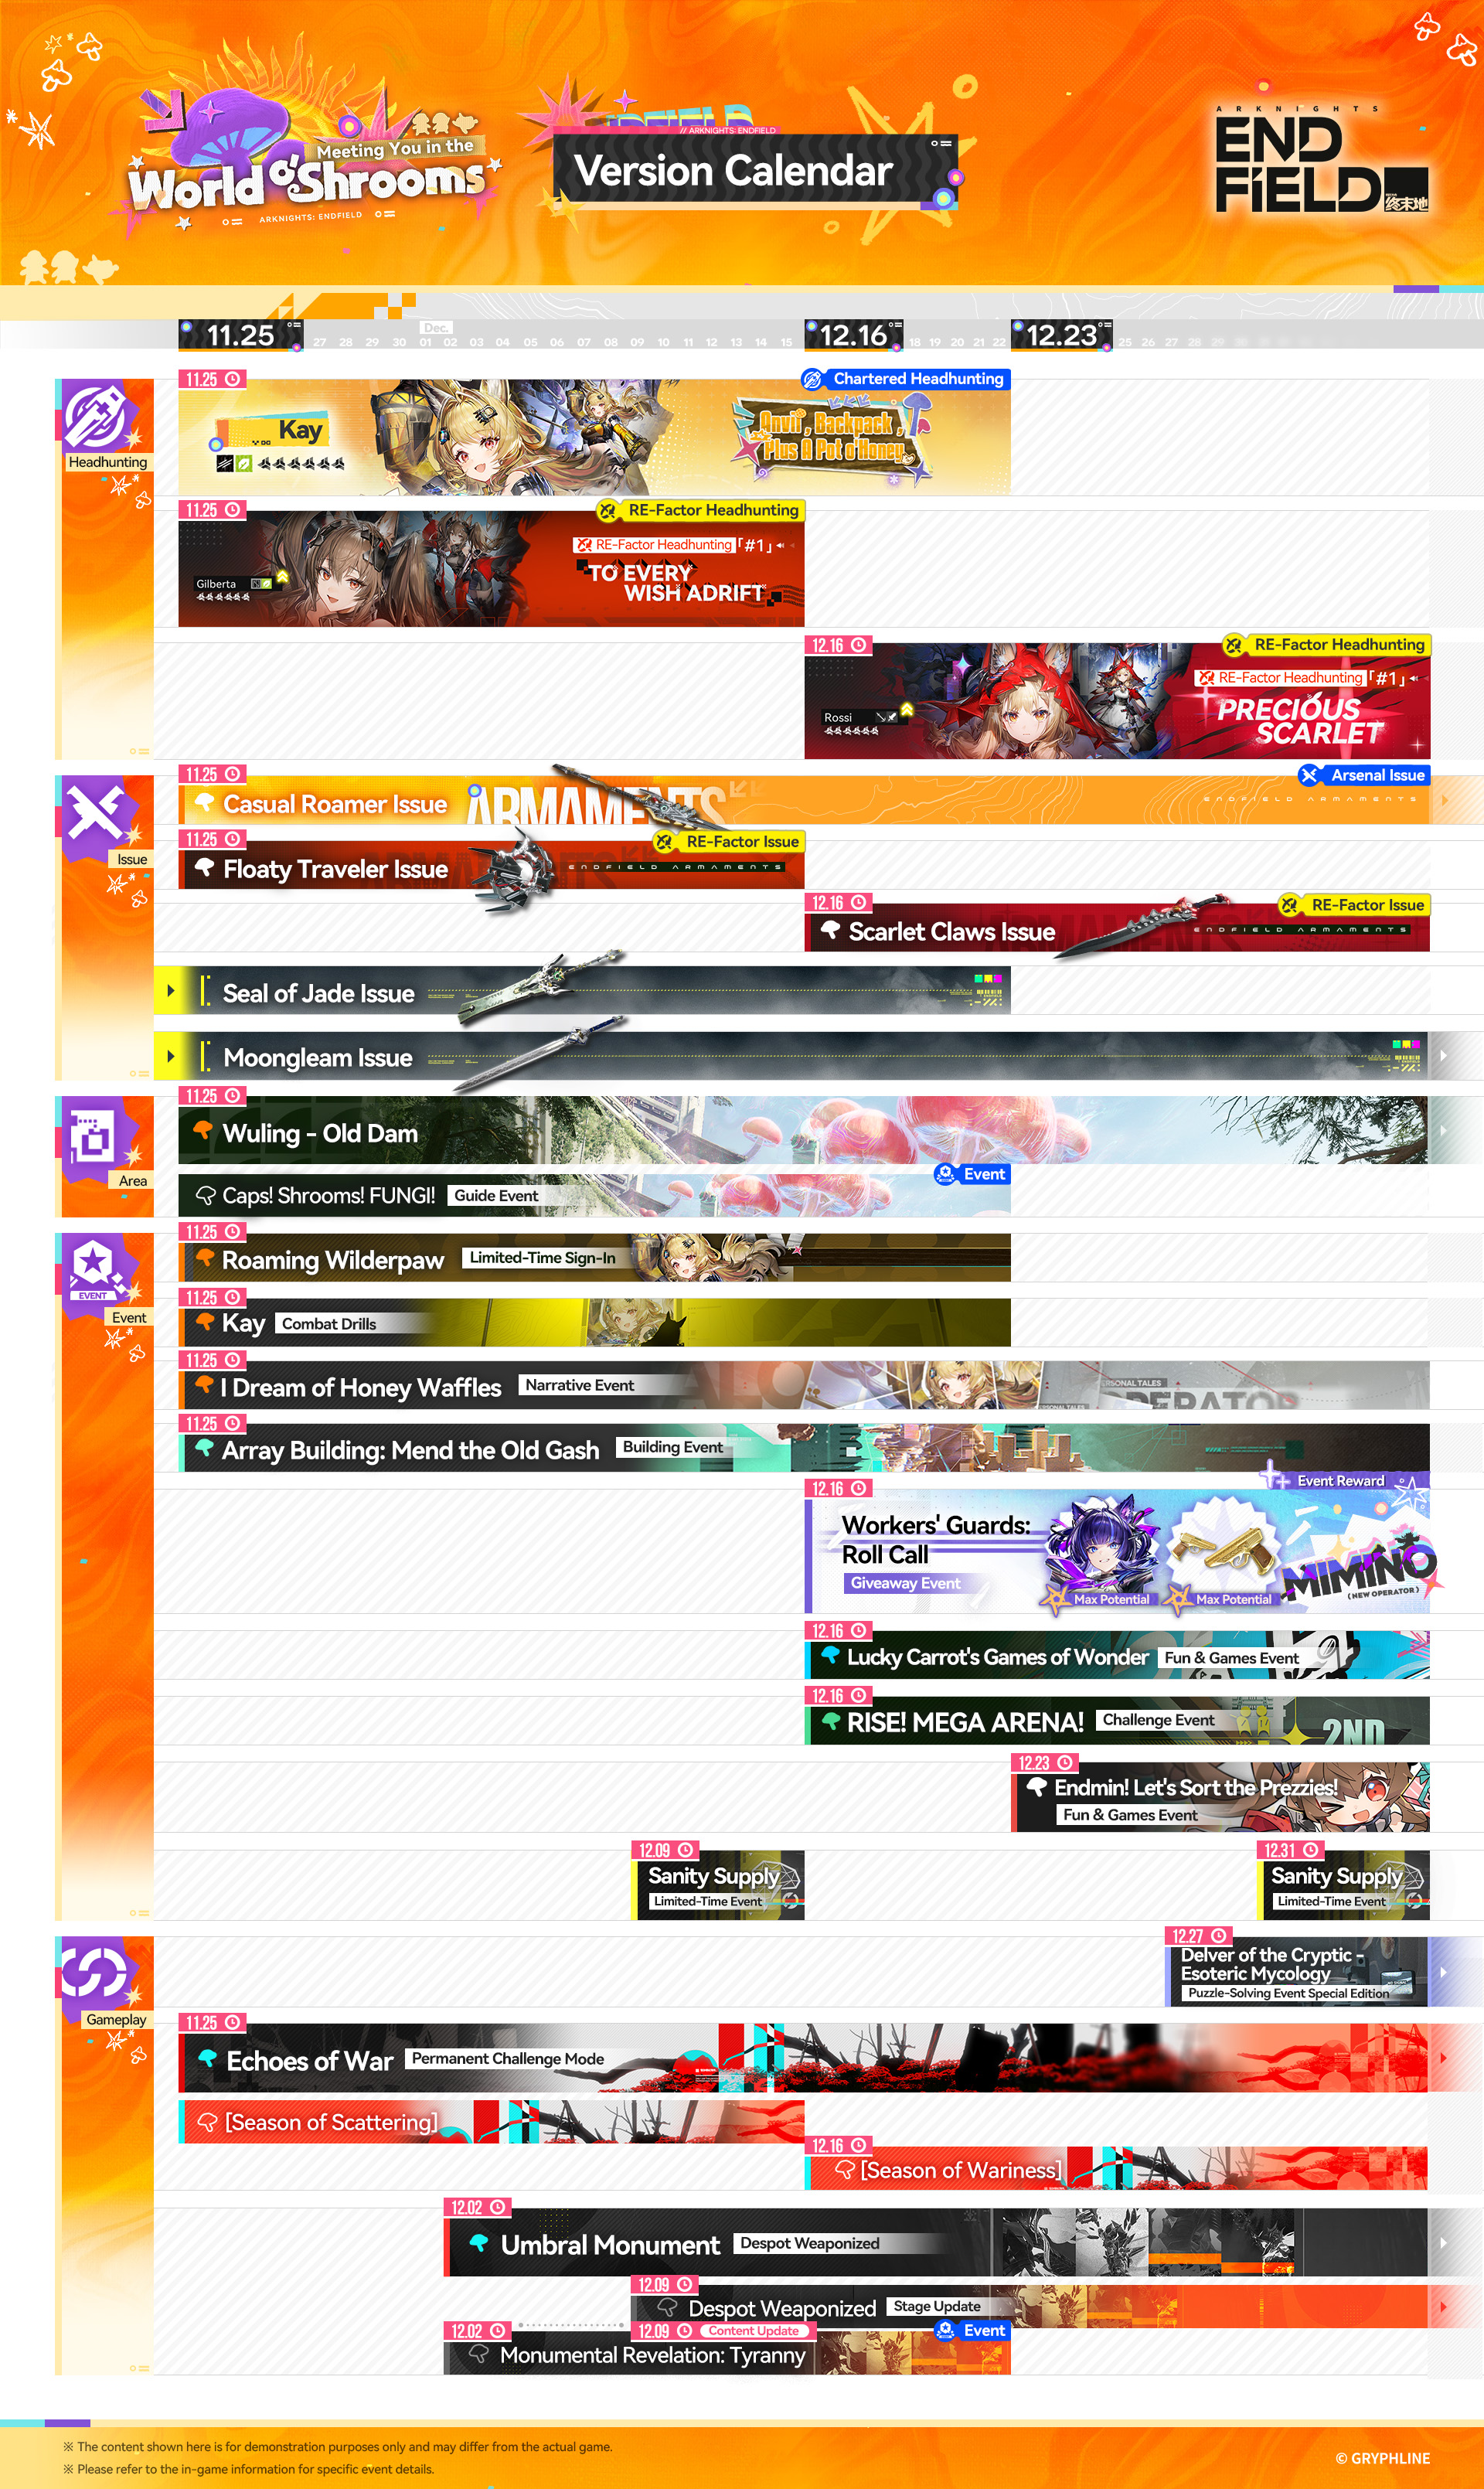 Meeting You in the
World o'Shrooms
ARKNIGHTS: ENDFIELD
// ARKNIGHTS: ENDFIELD
Version Calendar
ARKNIGHTS
END
FIELD
终末地
11.25
27 28 29 30 01 02 03 04 05 06 07 08 09 10 11 12 13 14 15
Dec.
12.16
18 19 20 21 22
12.23
25 26 27 28 29
Headhunting
11.25
Chartered Headhunting
Kay
Anvil, Backpack,
Plus A Pot o'Honey
11.25
RE-Factor Headhunting
RE-Factor Headhunting「#1」
Gilberta
TO EVERY
WISH ADRIFT
12.16
RE-Factor Headhunting
RE-Factor Headhunting「#1」
Rossi
PRECIOUS
SCARLET
Issue
11.25
Arsenal Issue
Casual Roamer Issue
ARMAMENTS
ENDFIELD ARMAMENTS
11.25
RE-Factor Issue
Floaty Traveler Issue
ENDFIELD ARMAMENTS
12.16
RE-Factor Issue
Scarlet Claws Issue
ENDFIELD ARMAMENTS
Seal of Jade Issue
Moongleam Issue
Area
11.25
Wuling - Old Dam
Event
Caps! Shrooms! FUNGI!
Guide Event
EVENT
Event
11.25
Roaming Wilderpaw
Limited-Time Sign-In
11.25
Kay
Combat Drills
11.25
I Dream of Honey Waffles
Narrative Event
11.25
Array Building: Mend the Old Gash
Building Event
12.16
Event Reward
Workers' Guards:
Roll Call
Giveaway Event
Max Potential
Max Potential
MIMINO
(NEW OPERATOR)
12.16
Lucky Carrot's Games of Wonder
Fun & Games Event
12.16
RISE! MEGA ARENA!
Challenge Event
2ND
12.23
Endmin! Let's Sort the Prezzies!
Fun & Games Event
12.09
Sanity Supply
Limited-Time Event
12.31
Sanity Supply
Limited-Time Event
Gameplay
12.27
Delver of the Cryptic -
Esoteric Mycology
Puzzle-Solving Event Special Edition
11.25
Echoes of War
Permanent Challenge Mode
[Season of Scattering]
12.16
[Season of Wariness]
12.02
Umbral Monument
Despot Weaponized
12.09
Despot Weaponized
Stage Update
12.02
12.09
Content Update
Event
Monumental Revelation: Tyranny
※ The content shown here is for demonstration purposes only and may differ from the actual game.
※ Please refer to the in-game information for specific event details.
© GRYPHLINE